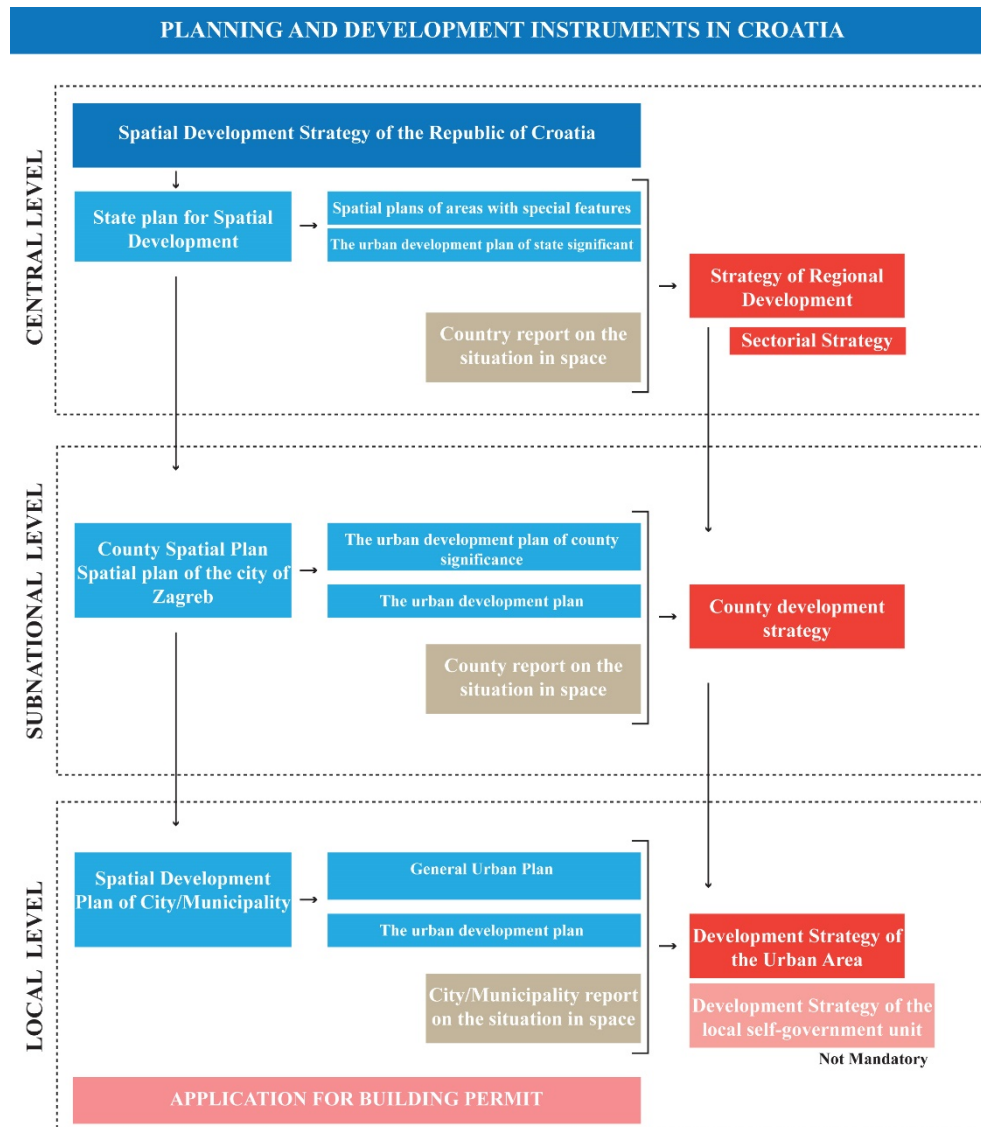 PLANNING AND DEVELOPMENT INSTRUMENTS IN CROATIA
CENTRAL LEVEL
Spatial Development Strategy of the Republic of Croatia
State plan for Spatial
Development
Spatial plans of areas with special features
The urban development plan of state significant
Country report on the
situation in space
Strategy of Regional
Development
Sectorial Strategy
SUBNATIONAL LEVEL
County Spatial Plan
Spatial plan of the city of
Zagreb
The urban development plan of county
significance
The urban development plan
County report on the
situation in space
County development
strategy
LOCAL LEVEL
Spatial Development
Plan of City/Municipality
General Urban Plan
The urban development plan
City/Municipality report
on the situation in space
Development Strategy of
the Urban Area
Development Strategy of the
local self-government unit
Not Mandatory
APPLICATION FOR BUILDING PERMIT